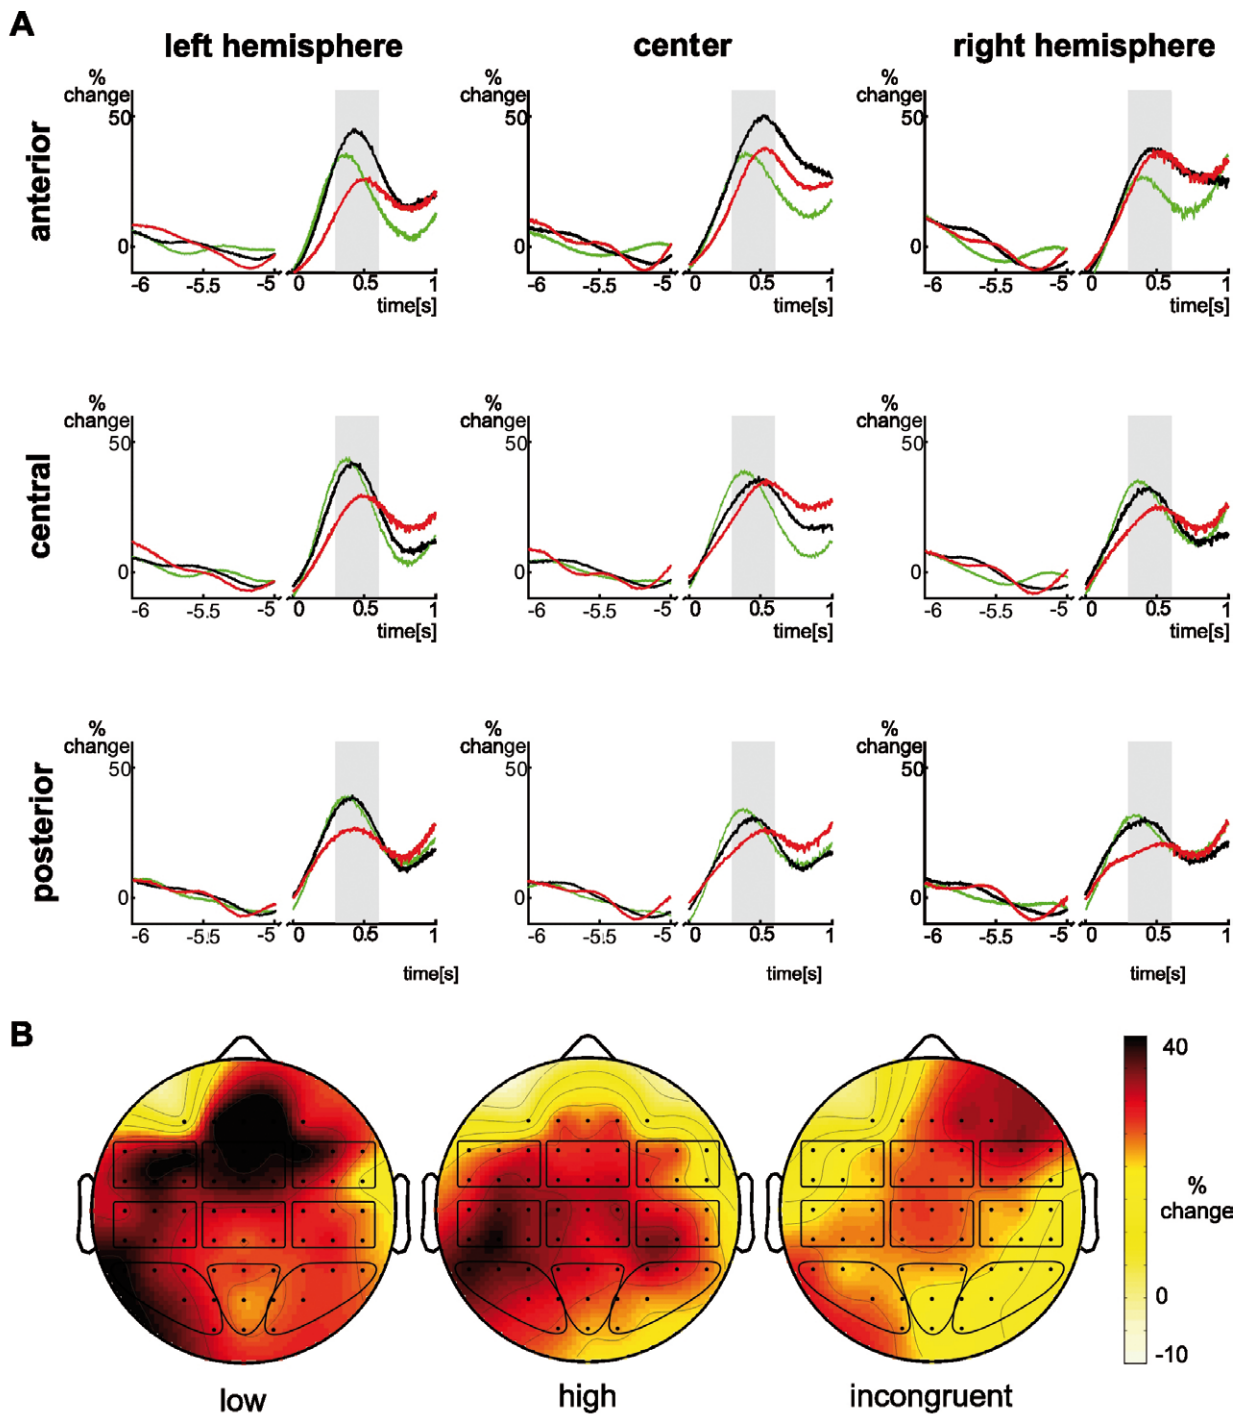 A
left hemisphere center right hemisphere
anterior
% change 50 0 -6 -5.5 -5 0 0.5 1 time[s]
% change 50 0 -6 -5.5 -5 0 0.5 1 time[s]
% change 50 0 -6 -5.5 -5 0 0.5 1 time[s]
central
% change 50 0 -6 -5.5 -5 0 0.5 1 time[s]
% change 50 0 -6 -5.5 -5 0 0.5 1 time[s]
% change 50 0 -6 -5.5 -5 0 0.5 1 time[s]
posterior
% change 50 0 -6 -5.5 -5 0 0.5 1 time[s]
% change 50 0 -6 -5.5 -5 0 0.5 1 time[s]
% change 50 0 -6 -5.5 -5 0 0.5 1 time[s]
B
40
%
change
0
-10
low high incongruent